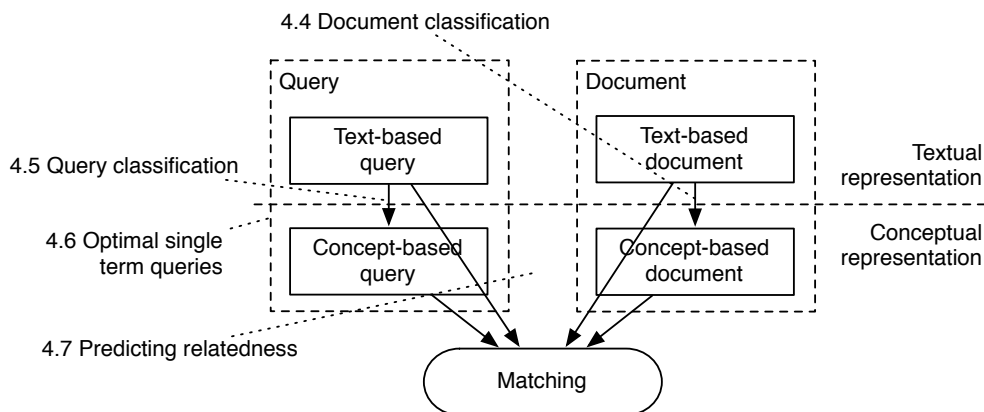 4.4 Document classification
Query
Document
Text-based
query
Text-based
document
4.5 Query classification
Textual
representation
4.6 Optimal single
term queries
Concept-based
query
Concept-based
document
Conceptual
representation
4.7 Predicting relatedness
Matching